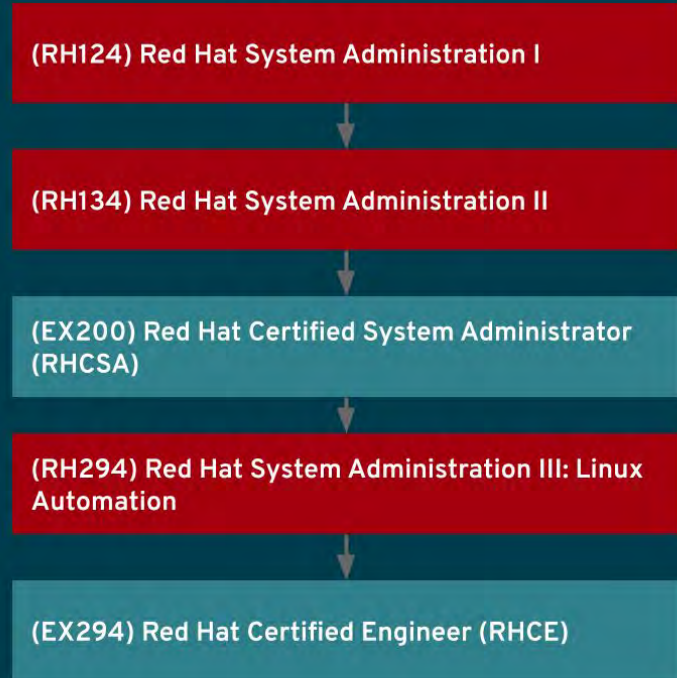 (RH124) Red Hat System Administration I
(RH134) Red Hat System Administration II
(EX200) Red Hat Certified System Administrator
(RHCSA)
(RH294) Red Hat System Administration III: Linux
Automation
(EX294) Red Hat Certified Engineer (RHCE)